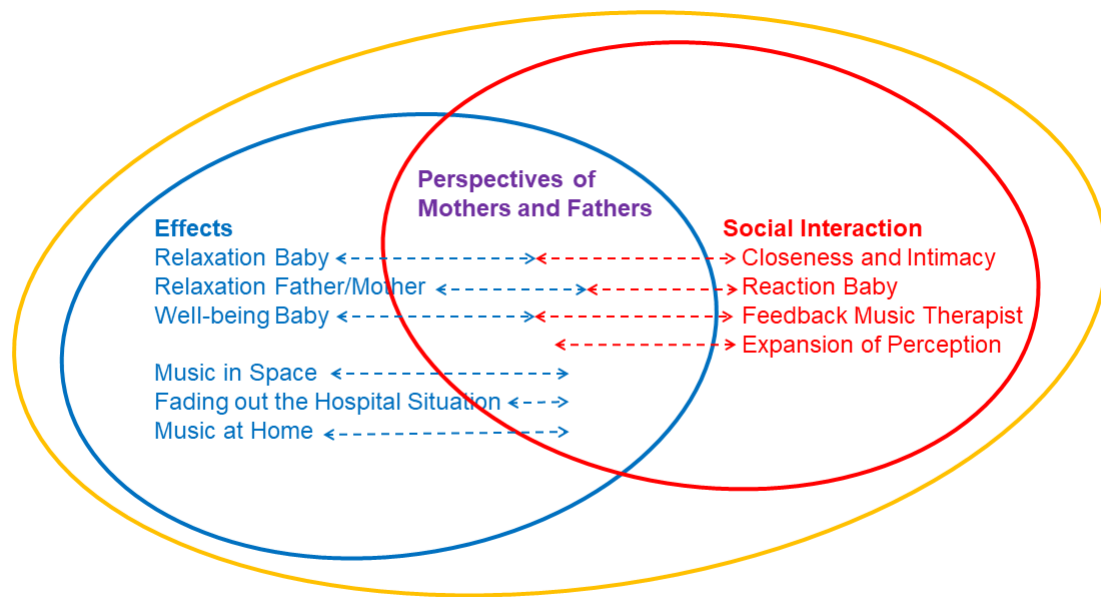 Perspectives of
Mothers and Fathers
Effects
Relaxation Baby
Relaxation Father/Mother
Well-being Baby
Music in Space
Fading out the Hospital Situation
Music at Home
Social Interaction
Closeness and Intimacy
Reaction Baby
Feedback Music Therapist
Expansion of Perception